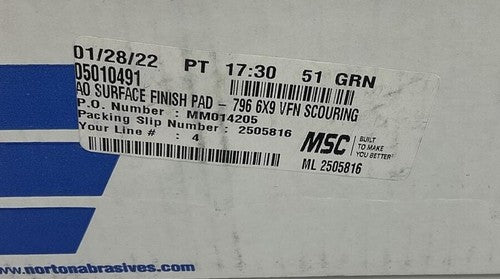 01/28/22 PT 17:30 51 GRN
05010491
AO SURFACE FINISH PAD - 796 6X9 VFN SCOURING
P.O. Number : MM014205
Packing Slip Number : 2505816
Your Line # : 4
MSC BUILT TO MAKE YOU BETTER
ML 2505816
www.nortonabrasives.com